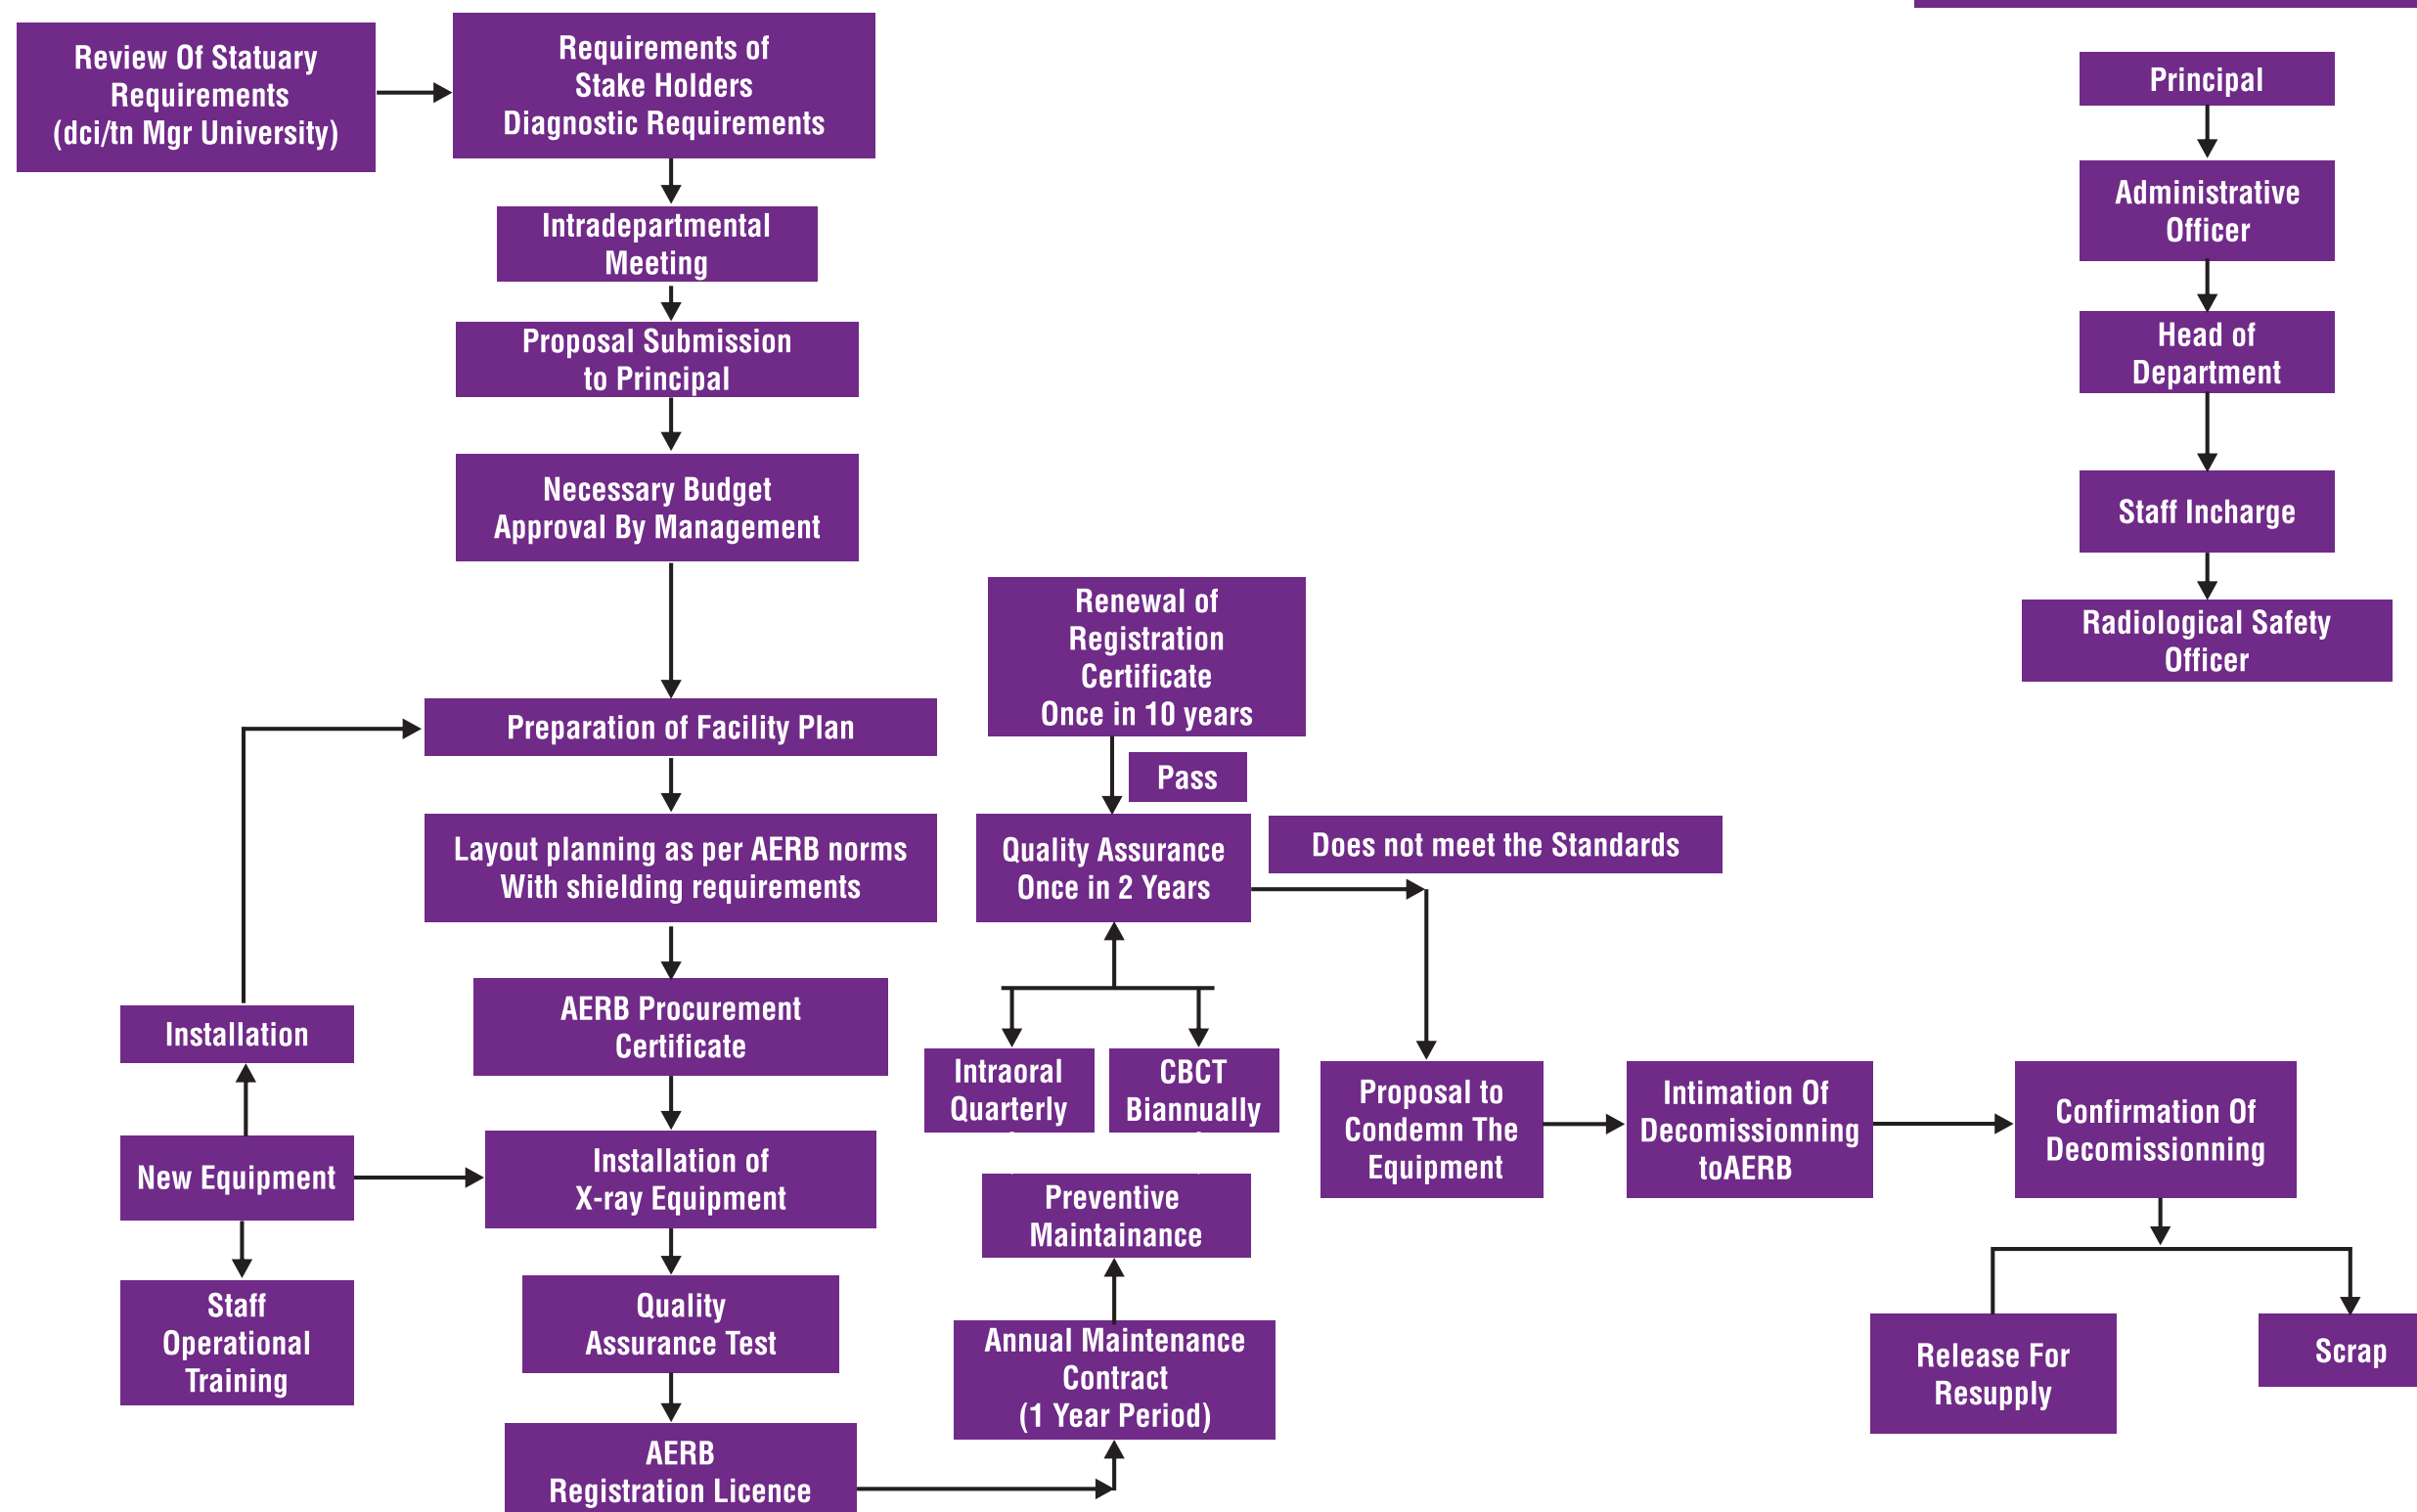 Review Of Statuary
Requirements
(dci/tn Mgr University)
Requirements of
Stake Holders
Diagnostic Requirements
Intradepartmental
Meeting
Proposal Submission
to Principal
Necessary Budget
Approval By Management
Preparation of Facility Plan
Layout planning as per AERB norms
With shielding requirements
AERB Procurement
Certificate
Installation
New Equipment
Staff
Operational
Training
Installation of
X-ray Equipment
Quality
Assurance Test
AERB
Registration Licence
Annual Maintenance
Contract
(1 Year Period)
Preventive
Maintainance
Intraoral
Quarterly
CBCT
Biannually
Quality Assurance
Once in 2 Years
Pass
Renewal of
Registration
Certificate
Once in 10 years
Does not meet the Standards
Proposal to
Condemn The
Equipment
Intimation Of
Decomissionning
toAERB
Confirmation Of
Decomissionning
Release For
Resupply
Scrap
Principal
Administrative
Officer
Head of
Department
Staff Incharge
Radiological Safety
Officer